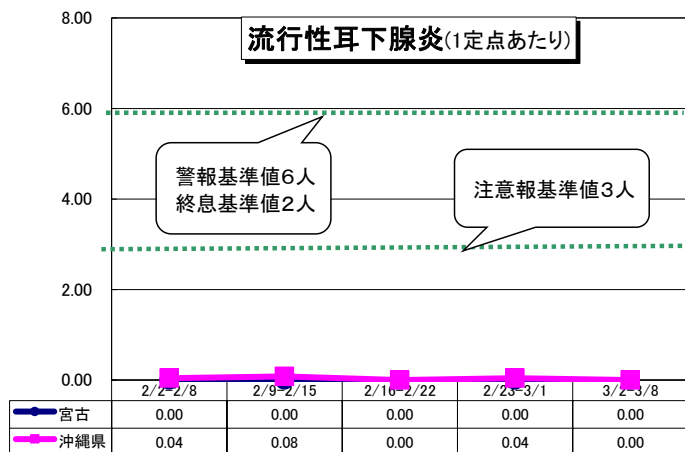 流行性耳下腺炎(1定点あたり)
8.00
6.00
4.00
2.00
0.00
警報基準値6人
終息基準値2人
注意報基準値3人
2/2-2/8 2/9-2/15 2/16-2/22 2/23-3/1 3/2-3/8
宮古 0.00 0.00 0.00 0.00 0.00
沖縄県 0.04 0.08 0.00 0.04 0.00